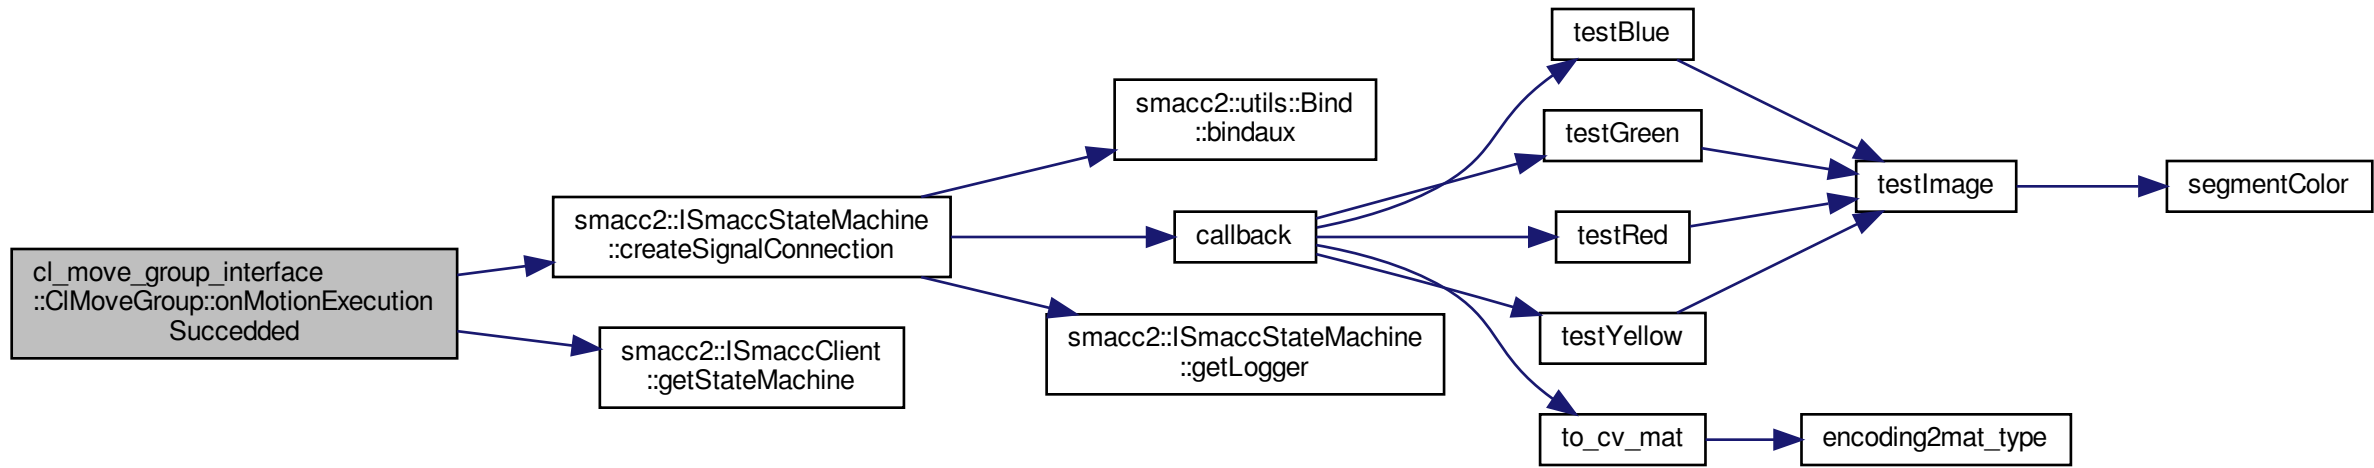 cl_move_group_interface
::ClMoveGroup::onMotionExecution
Succedded
smacc2::ISmaccStateMachine
::createSignalConnection
smacc2::ISmaccClient
::getStateMachine
smacc2::utils::Bind
::bindaux
callback
smacc2::ISmaccStateMachine
::getLogger
testBlue
testGreen
testRed
testYellow
to_cv_mat
testImage
encoding2mat_type
segmentColor